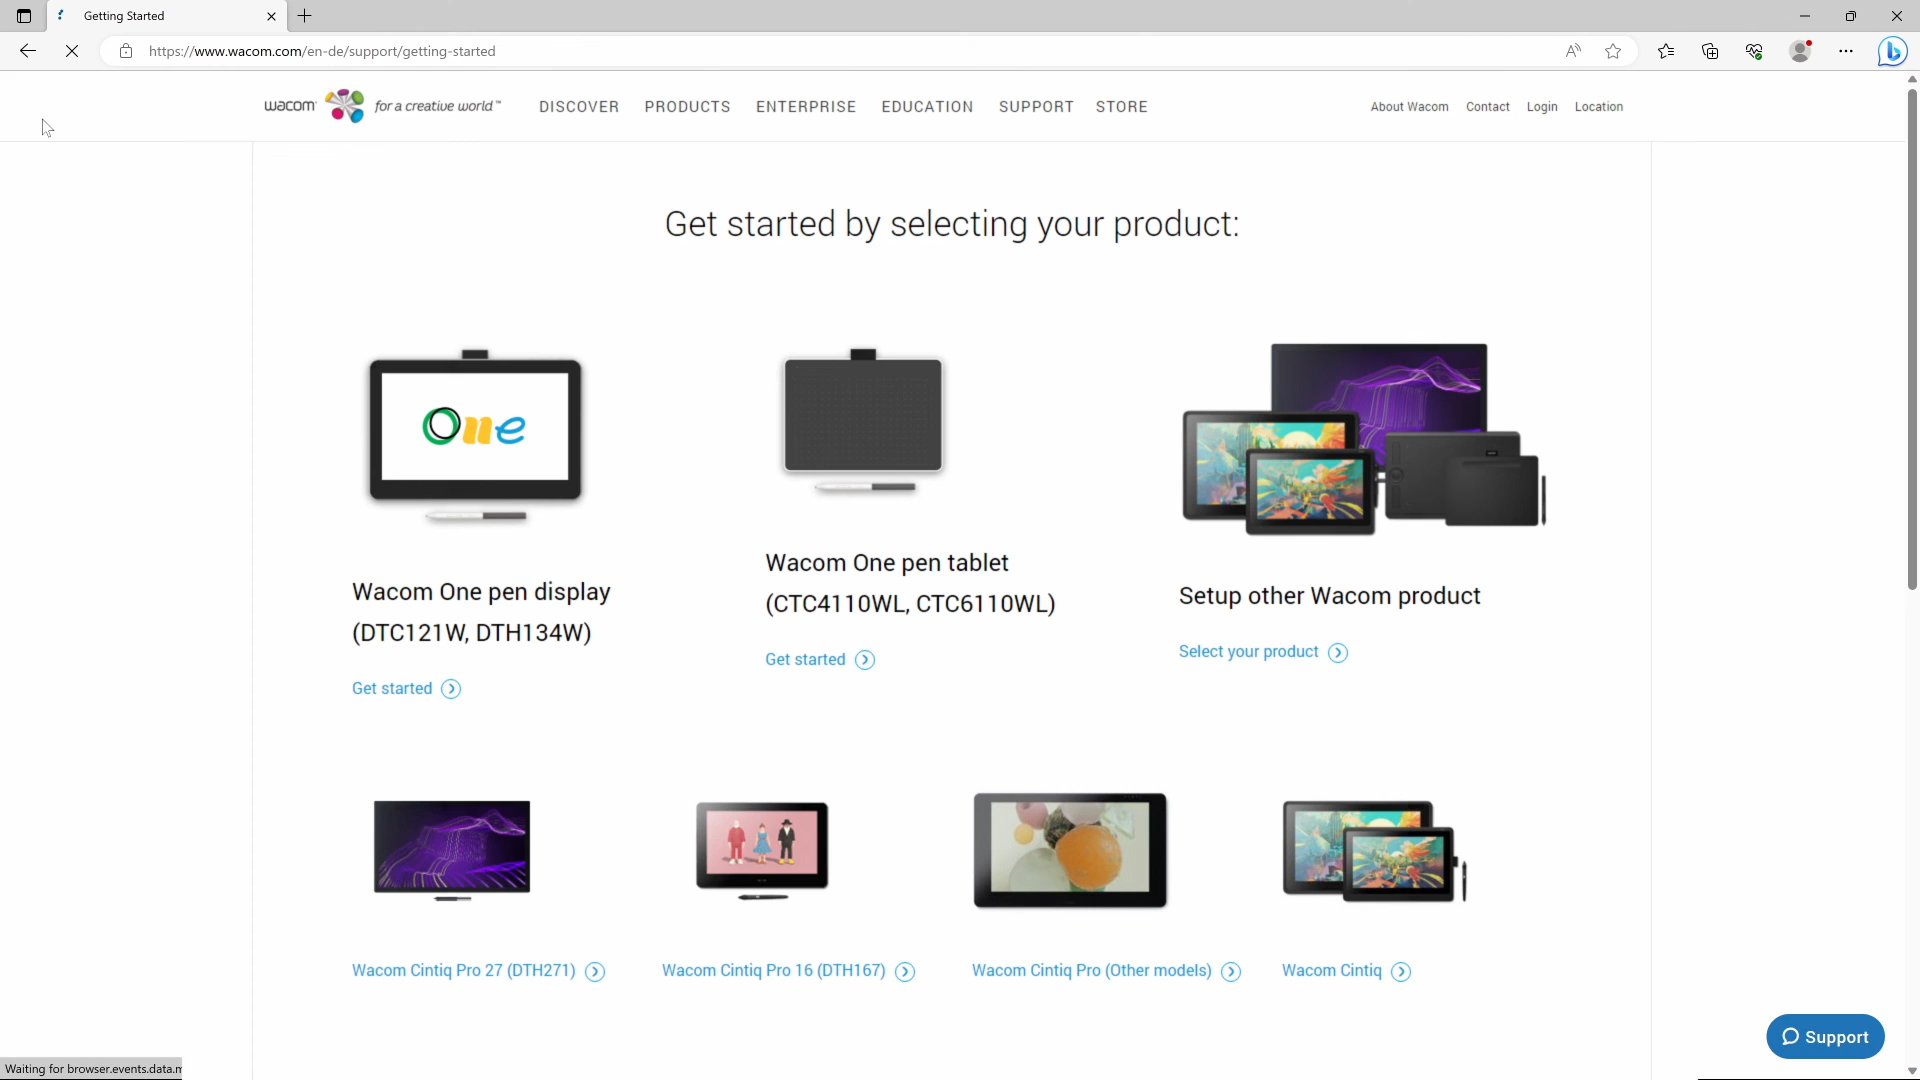 Getting Started
https://www.wacom.com/en-de/support/getting-started
wacom for a creative world™ DISCOVER PRODUCTS ENTERPRISE EDUCATION SUPPORT STORE About Wacom Contact Login Location
Get started by selecting your product:
One
Wacom One pen display
(DTC121W, DTH134W)
Get started
Wacom One pen tablet
(CTC4110WL, CTC6110WL)
Get started
Setup other Wacom product
Select your product
Wacom Cintiq Pro 27 (DTH271) Wacom Cintiq Pro 16 (DTH167) Wacom Cintiq Pro (Other models) Wacom Cintiq
Support
Waiting for browser.events.data.m